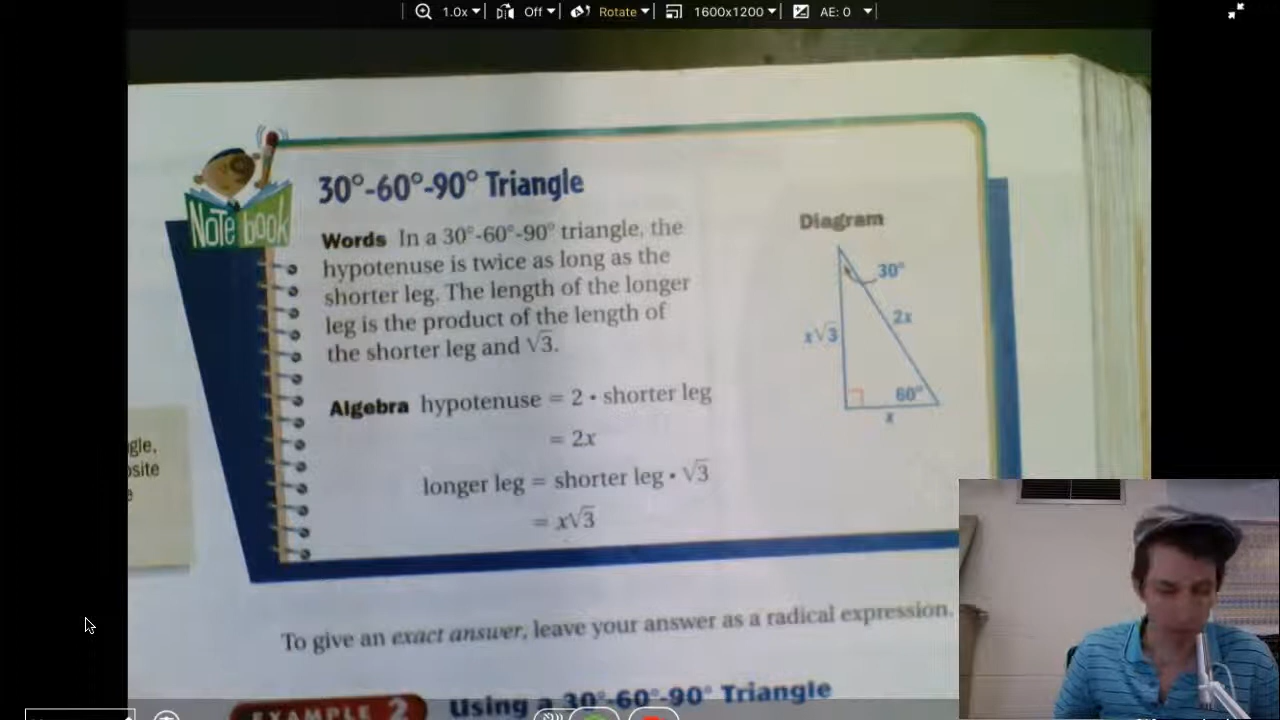 1.0x Off Rotate 1600x1200 AE: 0
Note book
30°-60°-90° Triangle
Words In a 30°-60°-90° triangle, the
hypotenuse is twice as long as the
shorter leg. The length of the longer
leg is the product of the length of
the shorter leg and √3.
Algebra hypotenuse = 2 • shorter leg
= 2x
longer leg = shorter leg • √3
= x√3
Diagram
30°
2x
x√3
60°
x
gle,
osite
e
To give an exact answer, leave your answer as a radical expression.
EXAMPLE 2 Using a 30°-60°-90° Triangle